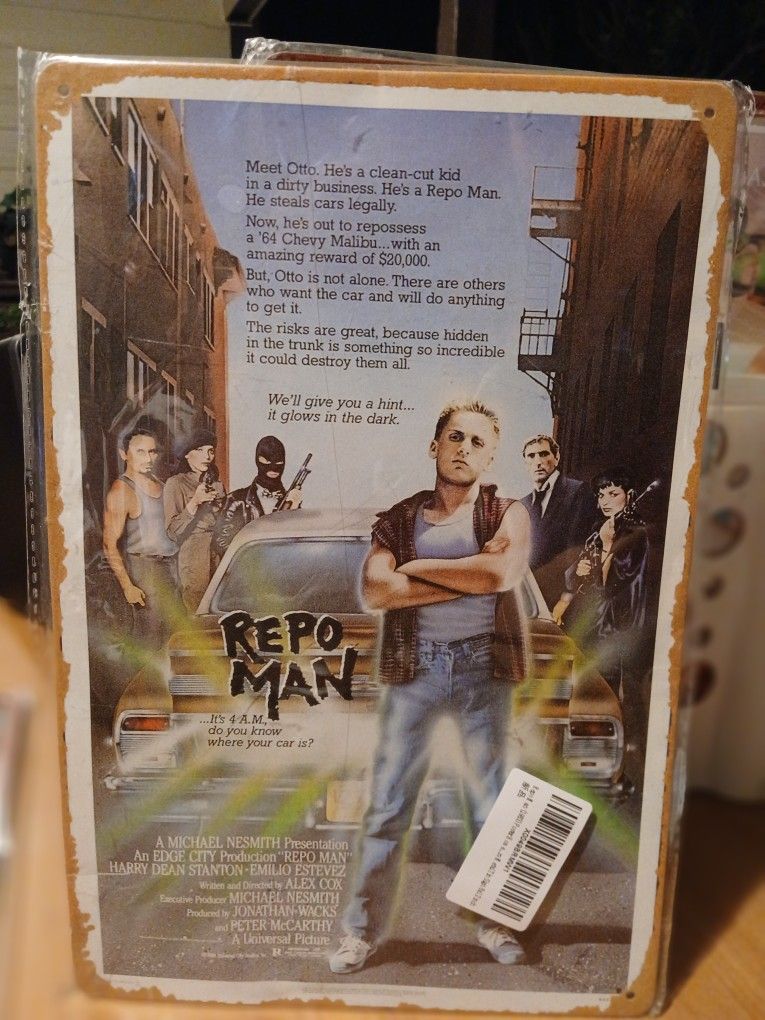 Meet Otto. He's a clean-cut kid
in a dirty business. He's a Repo Man.
He steals cars legally.
Now, he's out to repossess
a '64 Chevy Malibu...with an
amazing reward of $20,000.
But, Otto is not alone. There are others
who want the car and will do anything
to get it.
The risks are great, because hidden
in the trunk is something so incredible
it could destroy them all.
We'll give you a hint...
it glows in the dark.
REPO
MAN
...It's 4 A.M.,
do you know
where your car is?
A MICHAEL NESMITH Presentation
An EDGE CITY Production "REPO MAN"
HARRY DEAN STANTON • EMILIO ESTEVEZ
Written and Directed by ALEX COX
Executive Producer MICHAEL NESMITH
Produced by JONATHAN WACKS
and PETER McCARTHY
A Universal Picture
R